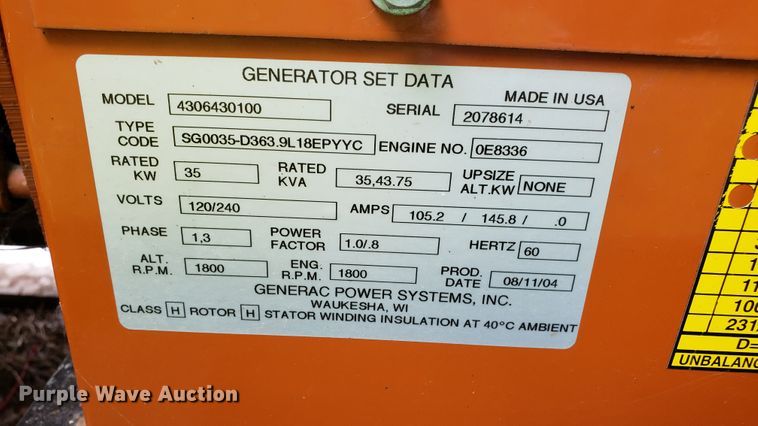 GENERATOR SET DATA
MADE IN USA
MODEL 4306430100 SERIAL 2078614
TYPE CODE SG0035-D363.9L18EPYYC ENGINE NO. 0E8336
RATED KW 35 RATED KVA 35,43.75 UPSIZE ALT.KW NONE
VOLTS 120/240 AMPS 105.2 / 145.8 / .0
PHASE 1,3 POWER FACTOR 1.0/.8 HERTZ 60
ALT. R.P.M. 1800 ENG. R.P.M. 1800 PROD. DATE 08/11/04
GENERAC POWER SYSTEMS, INC.
WAUKESHA, WI
CLASS H ROTOR H STATOR WINDING INSULATION AT 40°C AMBIENT
231
D=
UNBALANC
Purple Wave Auction